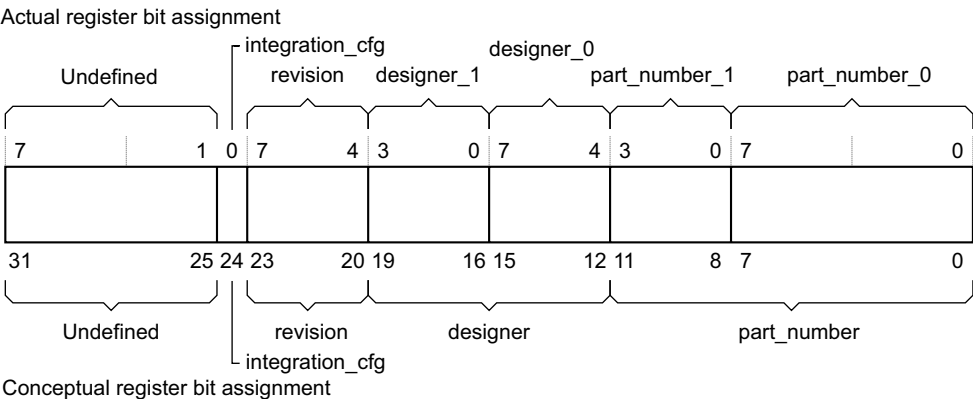 Actual register bit assignment
integration_cfg
designer_0
Undefined revision designer_1 part_number_1 part_number_0
7 1 0 7 4 3 0 7 4 3 0 7 0
31 25 24 23 20 19 16 15 12 11 8 7 0
Undefined revision designer part_number
integration_cfg
Conceptual register bit assignment